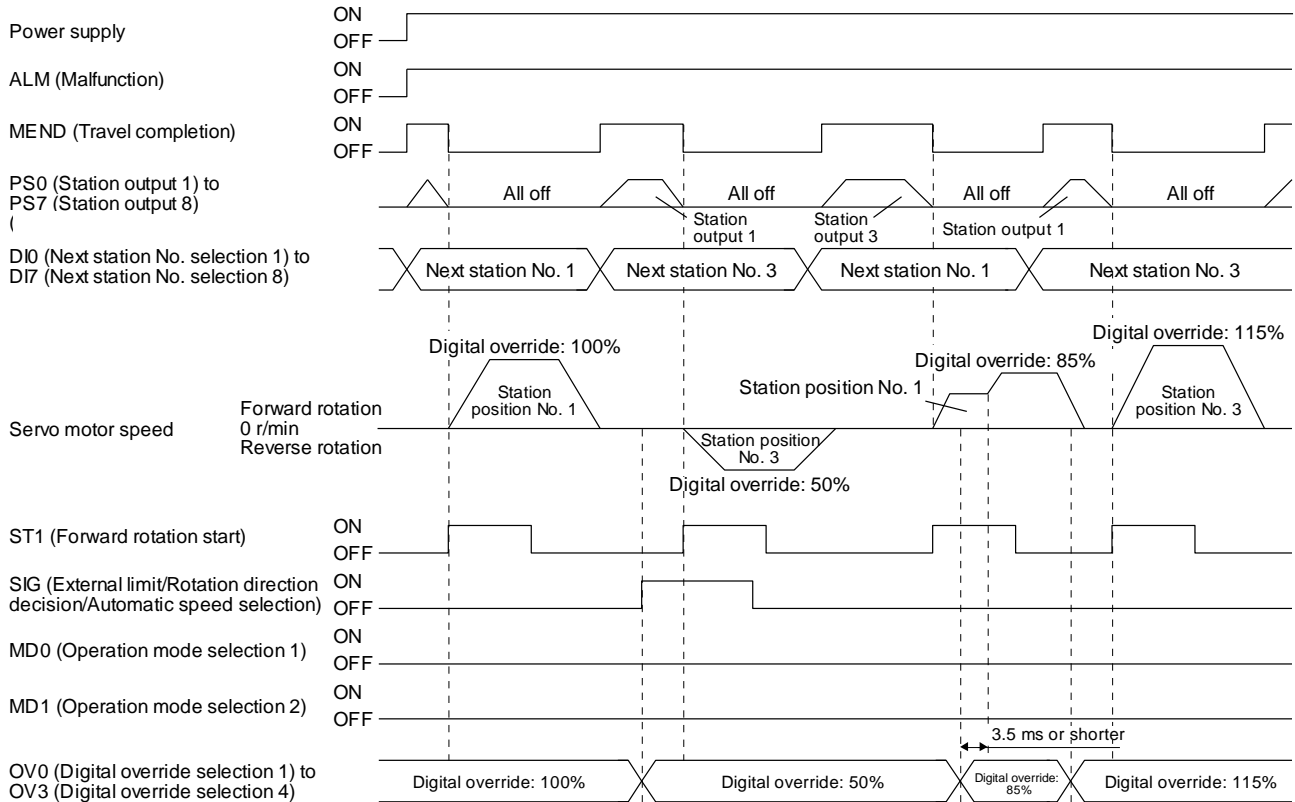 Power supply
ON
OFF
ALM (Malfunction)
ON
OFF
MEND (Travel completion)
ON
OFF
PS0 (Station output 1) to
PS7 (Station output 8)
(
All off
All off
All off
All off
Station
output 1
Station
output 3
Station output 1
DI0 (Next station No. selection 1) to
DI7 (Next station No. selection 8)
Next station No. 1
Next station No. 3
Next station No. 1
Next station No. 3
Servo motor speed
Forward rotation
0 r/min
Reverse rotation
Digital override: 100%
Station
position No. 1
Station position
No. 3
Digital override: 50%
Station position No. 1
Digital override: 85%
Digital override: 115%
Station
position No. 3
ST1 (Forward rotation start)
ON
OFF
SIG (External limit/Rotation direction
decision/Automatic speed selection)
ON
OFF
MD0 (Operation mode selection 1)
ON
OFF
MD1 (Operation mode selection 2)
ON
OFF
3.5 ms or shorter
OV0 (Digital override selection 1) to
OV3 (Digital override selection 4)
Digital override: 100%
Digital override: 50%
Digital override:
85%
Digital override: 115%